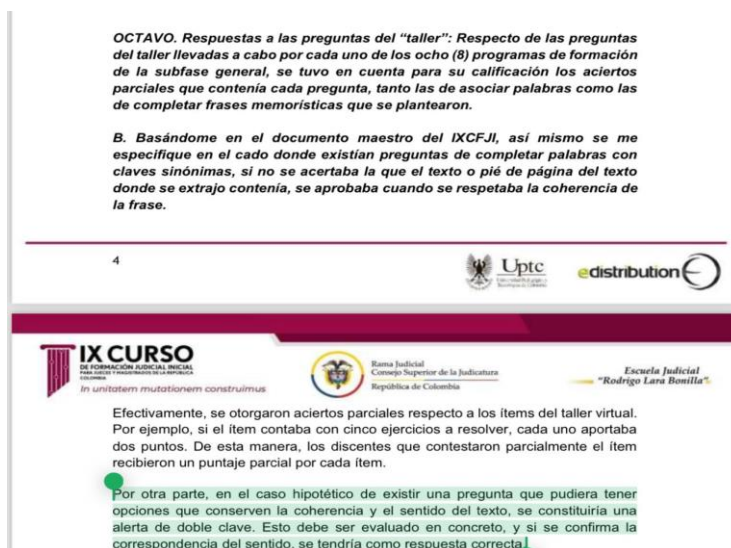 OCTAVO. Respuestas a las preguntas del “taller”: Respecto de las preguntas
del taller llevadas a cabo por cada uno de los ocho (8) programas de formación
de la subfase general, se tuvo en cuenta para su calificación los aciertos
parciales que contenía cada pregunta, tanto las de asociar palabras como las
de completar frases memorísticas que se plantearon.
B. Basándome en el documento maestro del IXCFJI, así mismo se me
especifique en el cado donde existían preguntas de completar palabras con
claves sinónimas, si no se acertaba la que el texto o pié de página del texto
donde se extrajo contenía, se aprobaba cuando se respetaba la coherencia de
la frase.
4
Uptc
edistribution
IX CURSO
DE FORMACIÓN JUDICIAL INICIAL
PARA JUECES Y MAGISTRADOS DE LA REPÚBLICA
COLOMBIA
In unitatem mutationem construimus
Rama Judicial
Consejo Superior de la Judicatura
República de Colombia
Escuela Judicial
“Rodrigo Lara Bonilla”
Efectivamente, se otorgaron aciertos parciales respecto a los ítems del taller virtual.
Por ejemplo, si el ítem contaba con cinco ejercicios a resolver, cada uno aportaba
dos puntos. De esta manera, los discentes que contestaron parcialmente el ítem
recibieron un puntaje parcial por cada ítem.
Por otra parte, en el caso hipotético de existir una pregunta que pudiera tener
opciones que conserven la coherencia y el sentido del texto, se constituiría una
alerta de doble clave. Esto debe ser evaluado en concreto, y si se confirma la
correspondencia del sentido, se tendría como respuesta correcta.